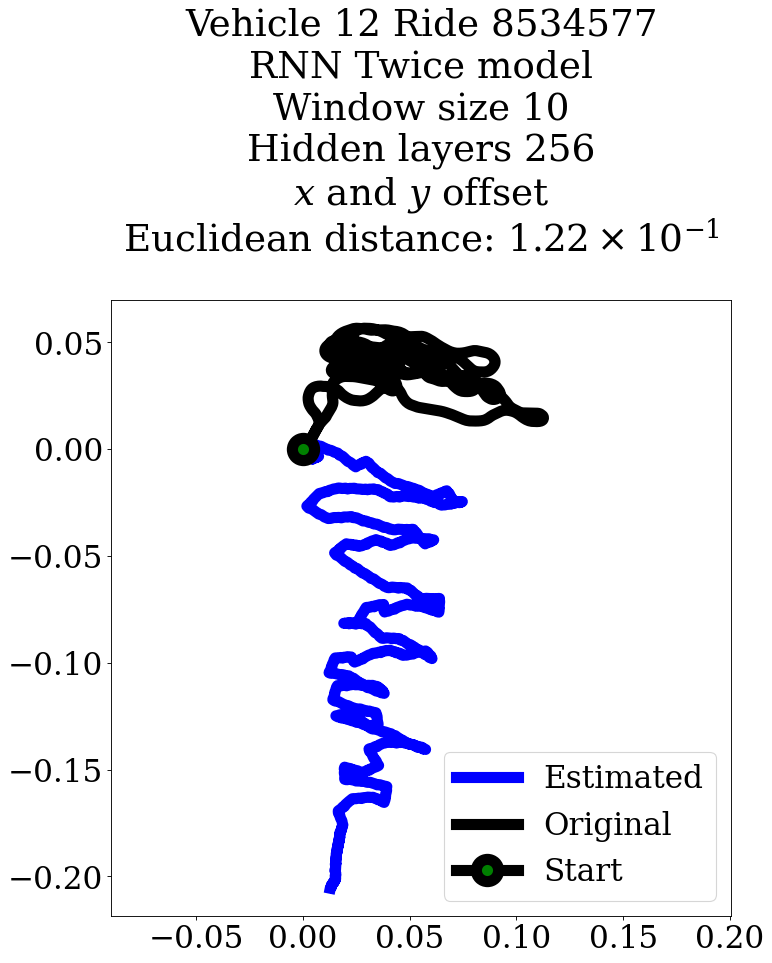 Vehicle 12 Ride 8534577
RNN Twice model
Window size 10
Hidden layers 256
x and y offset
Euclidean distance: 1.22 × 10⁻¹
0.05
0.00
−0.05
−0.10
−0.15
−0.20
Estimated
Original
Start
−0.05 0.00 0.05 0.10 0.15 0.20